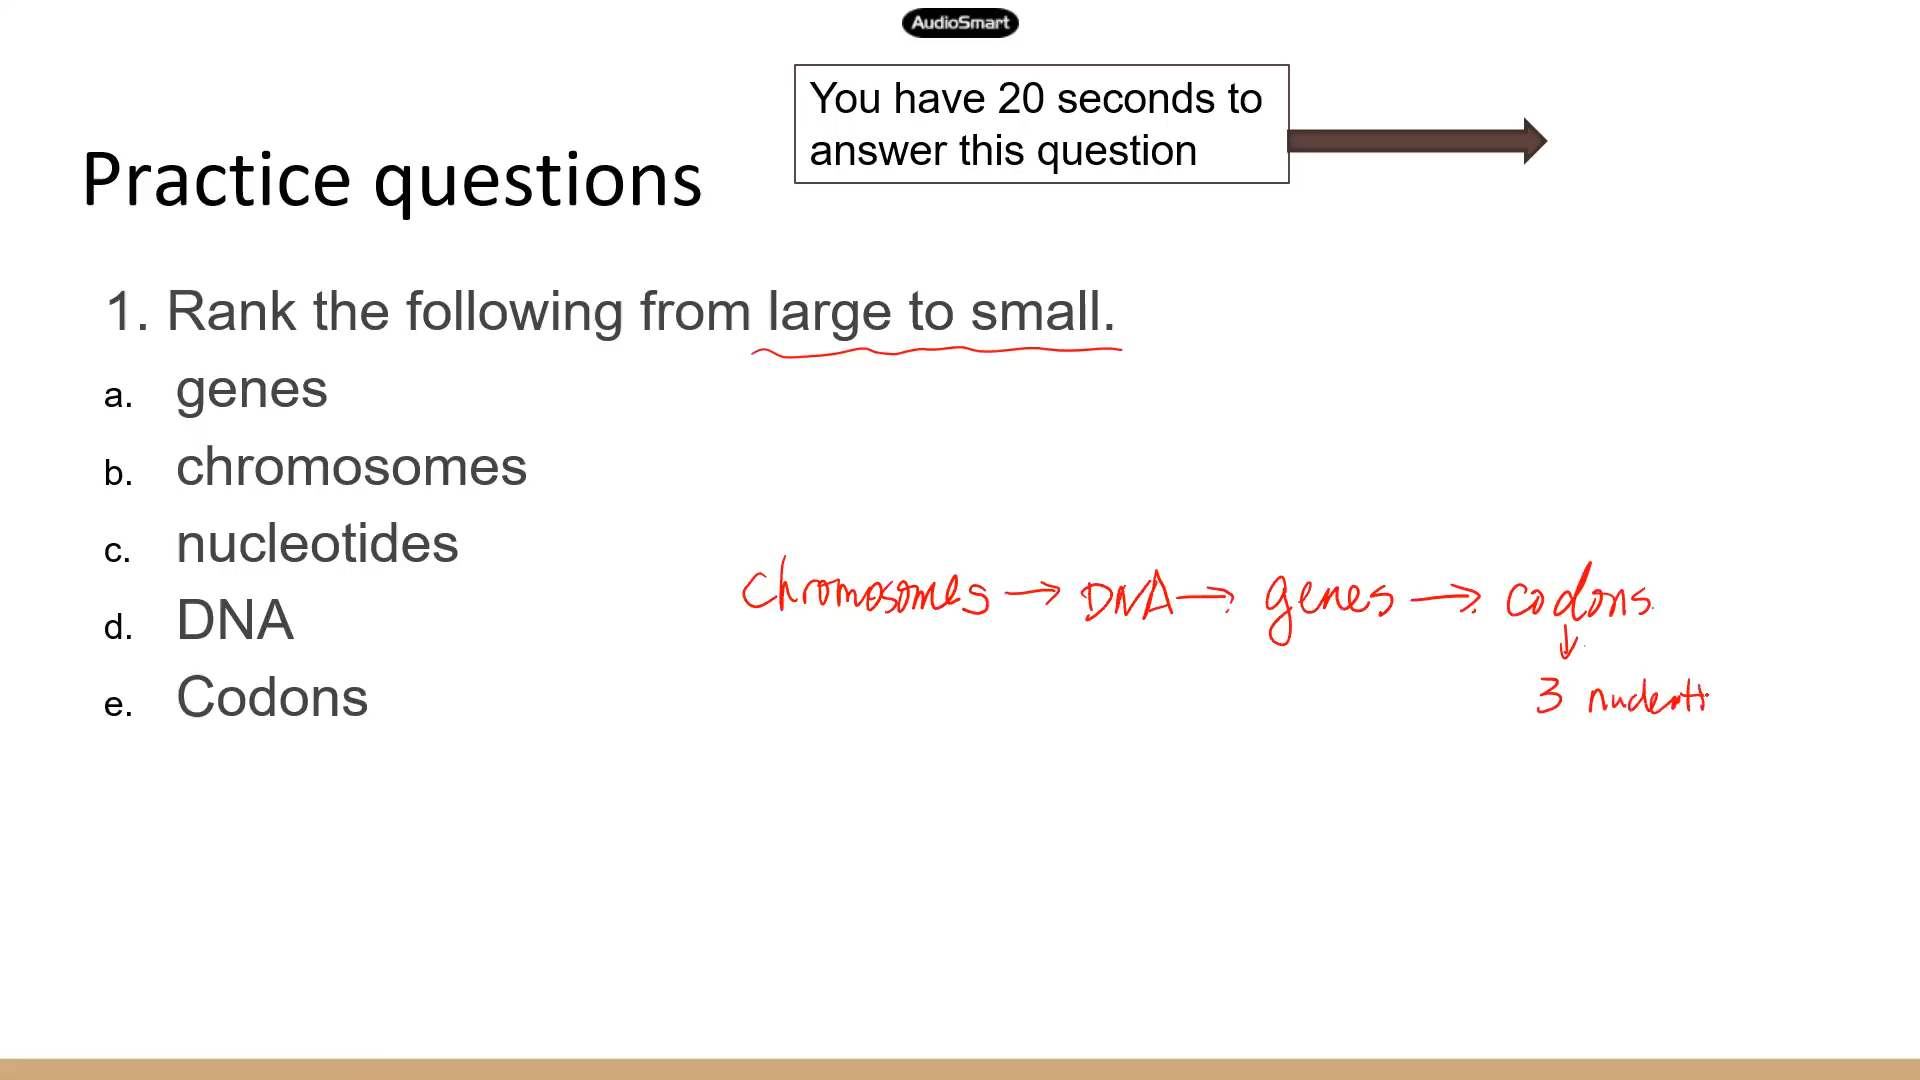 AudioSmart
You have 20 seconds to
answer this question
Practice questions
1. Rank the following from large to small.
a. genes
b. chromosomes
c. nucleotides
d. DNA
e. Codons
chromosomes → DNA → genes → codons
↓
3 nucleoti